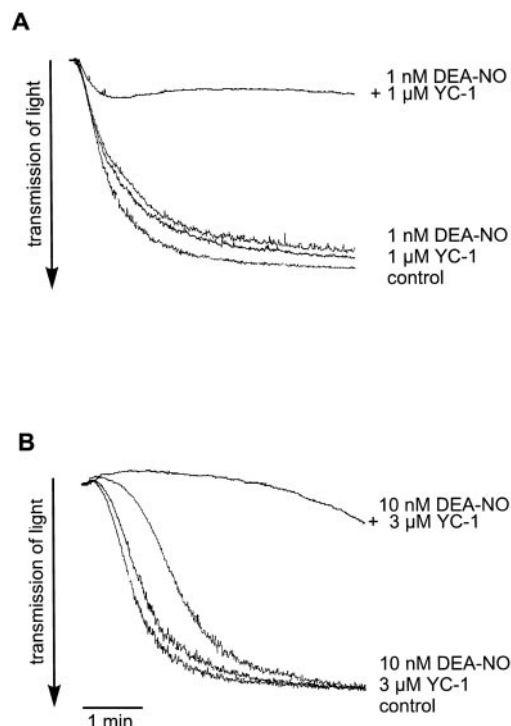 A
transmission of light
1 nM DEA-NO
+ 1 µM YC-1
1 nM DEA-NO
1 µM YC-1
control
B
transmission of light
10 nM DEA-NO
+ 3 µM YC-1
10 nM DEA-NO
3 µM YC-1
control
1 min